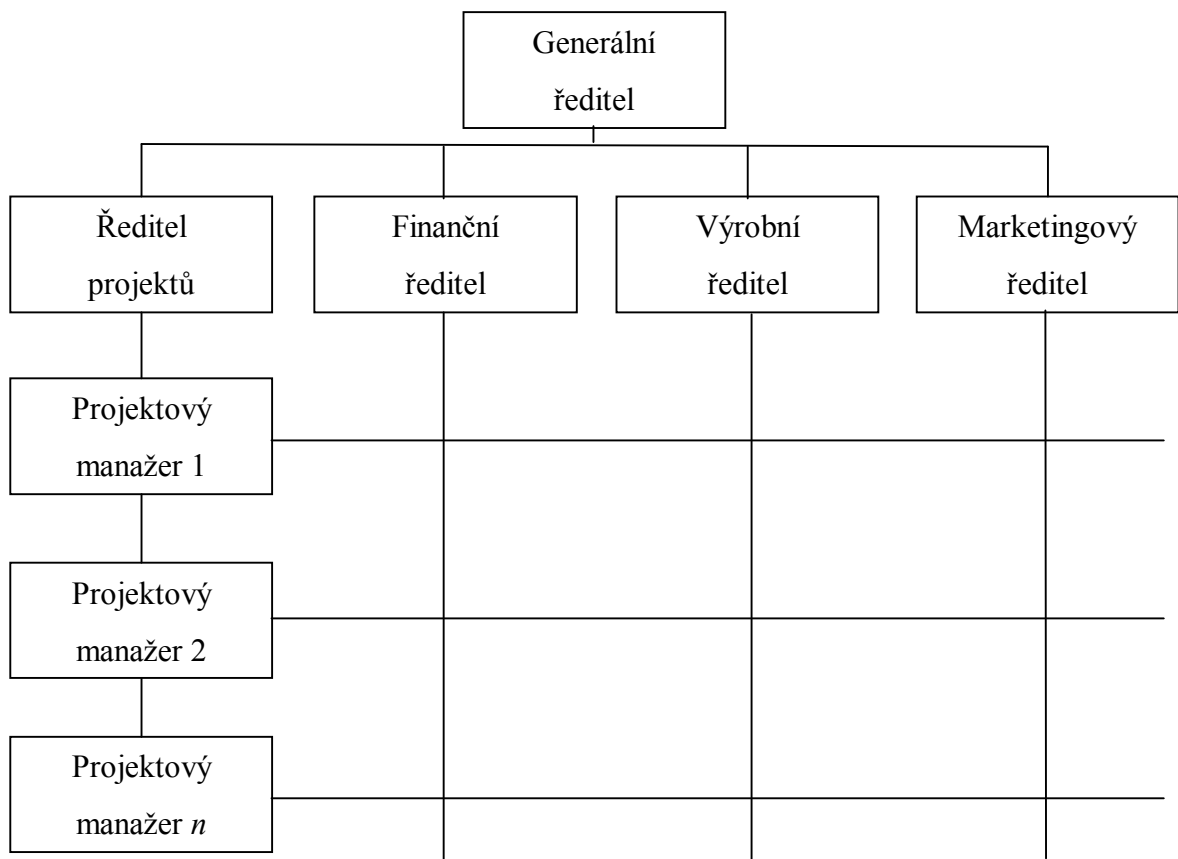 Generální
ředitel
Ředitel
projektů
Finanční
ředitel
Výrobní
ředitel
Marketingový
ředitel
Projektový
manažer 1
Projektový
manažer 2
Projektový
manažer n